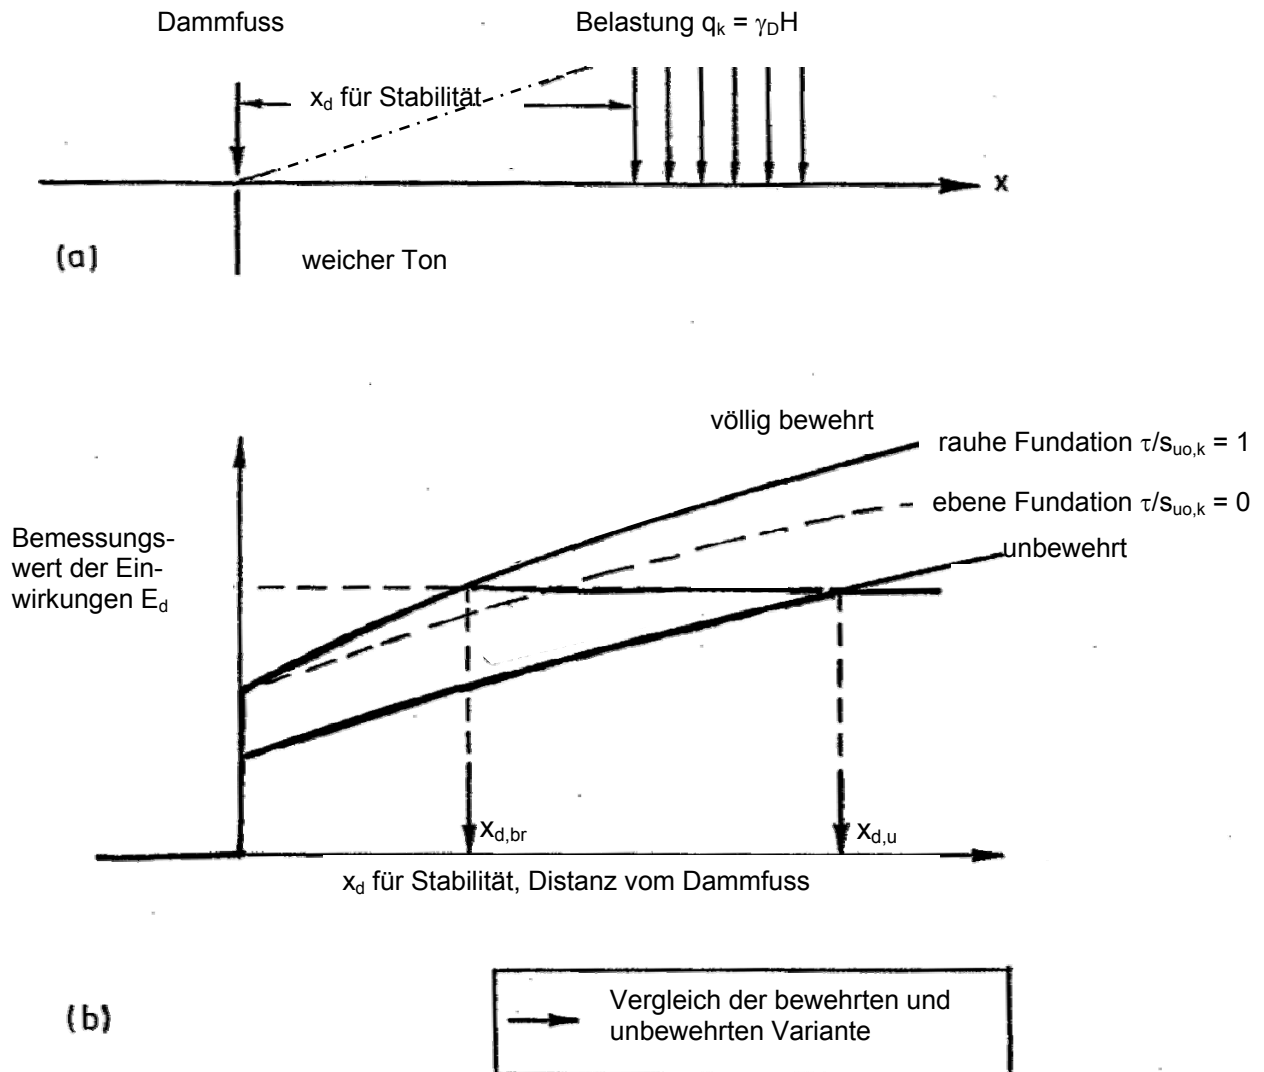 Dammfuss
Belastung qₖ = γ_DH
x_d für Stabilität
x
(a)
weicher Ton
völlig bewehrt
rauhe Fundation τ/s_uo,k = 1
ebene Fundation τ/s_uo,k = 0
unbewehrt
Bemessungs-
wert der Ein-
wirkungen E_d
x_d,br
x_d,u
x_d für Stabilität, Distanz vom Dammfuss
(b)
Vergleich der bewehrten und
unbewehrten Variante